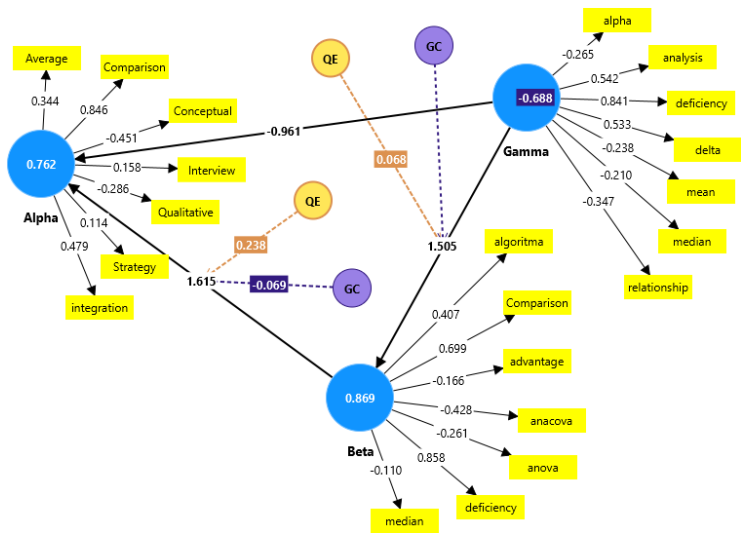 alpha
QE
GC
Average
-0.265
analysis
Comparison
0.542
-0.688
0.841
deficiency
0.344
0.846
Conceptual
0.533
-0.961
-0.451
-0.238
delta
Gamma
0.068
0.762
0.158
Interview
-0.210
mean
-0.286
-0.347
QE
Qualitative
Alpha
0.114
median
algoritma
0.479
0.238
1.505
Strategy
1.615
-0.069
GC
relationship
integration
Comparison
0.407
0.699
advantage
-0.166
0.869
-0.428
anacova
-0.261
Beta
0.858
anova
-0.110
deficiency
median